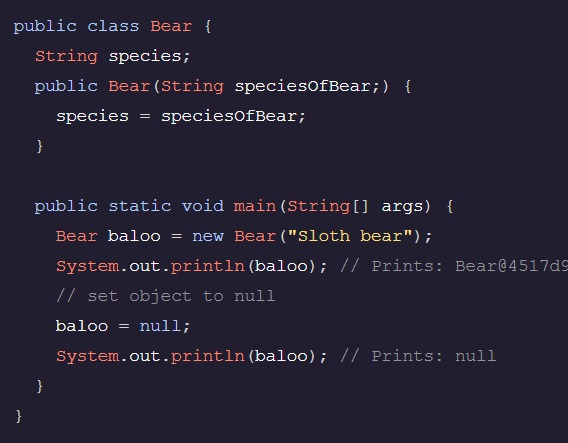 public class Bear {
  String species;
  public Bear(String speciesOfBear;) {
    species = speciesOfBear;
  }

  public static void main(String[] args) {
    Bear baloo = new Bear("Sloth bear");
    System.out.println(baloo); // Prints: Bear@4517d9
    // set object to null
    baloo = null;
    System.out.println(baloo); // Prints: null
  }
}